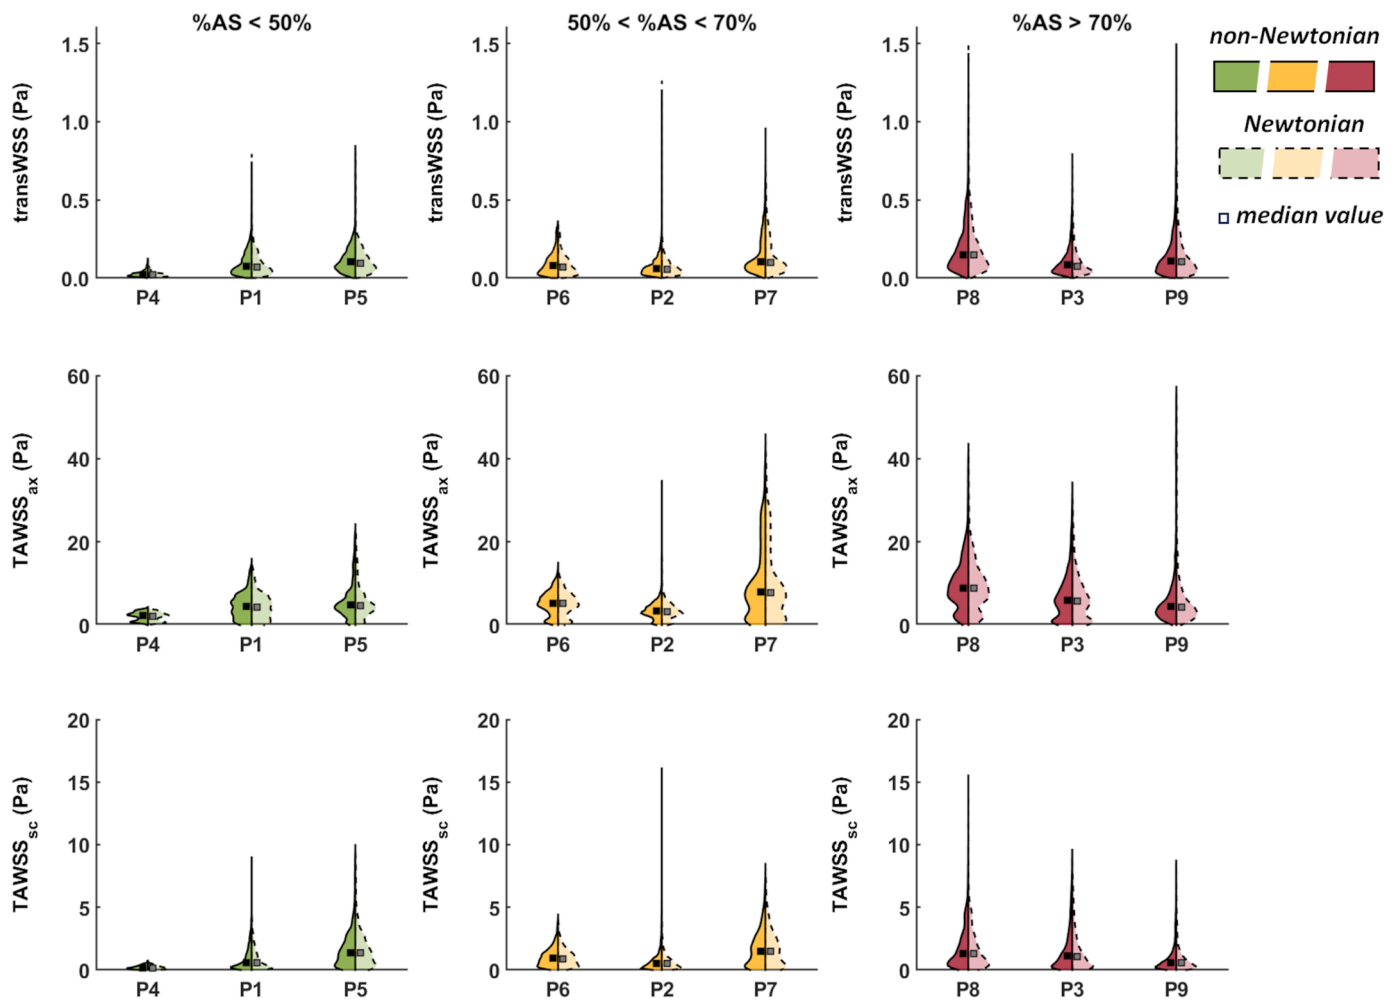 %AS < 50%
50% < %AS < 70%
%AS > 70%
non-Newtonian
Newtonian
median value
transWSS (Pa)
1.5
1.0
0.5
0.0
P4
P1
P5
transWSS (Pa)
1.5
1.0
0.5
0.0
P6
P2
P7
transWSS (Pa)
1.5
1.0
0.5
0.0
P8
P3
P9
TAWSSax (Pa)
60
40
20
0
P4
P1
P5
TAWSSax (Pa)
60
40
20
0
P6
P2
P7
TAWSSax (Pa)
60
40
20
0
P8
P3
P9
TAWSSsc (Pa)
20
15
10
5
0
P4
P1
P5
TAWSSsc (Pa)
20
15
10
5
0
P6
P2
P7
TAWSSsc (Pa)
20
15
10
5
0
P8
P3
P9